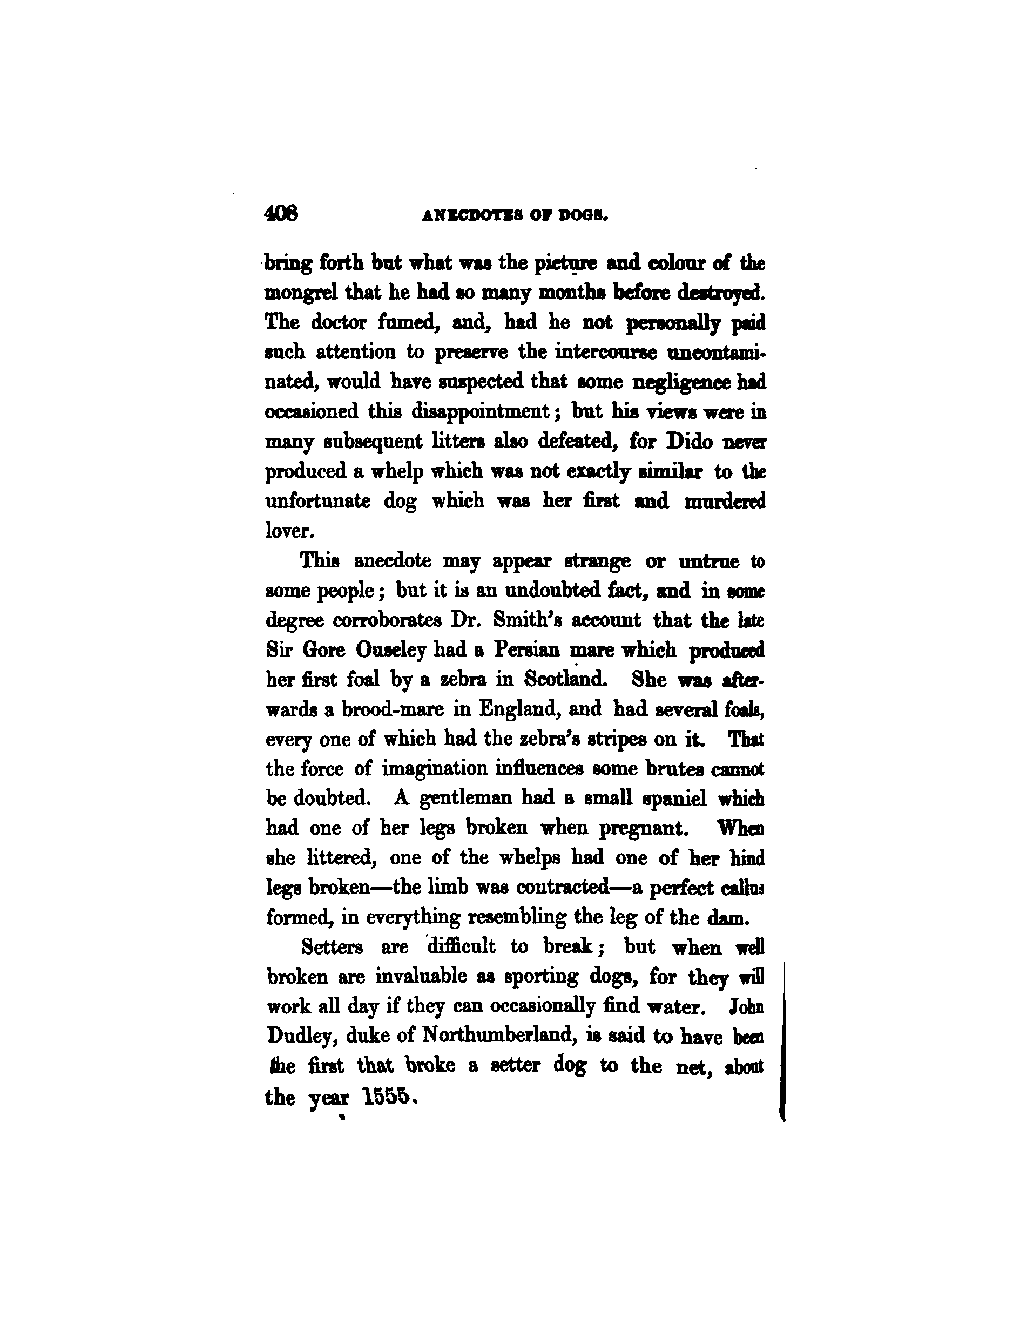 408 ANECDOTES OF DOGS.
bring forth but what was the picture and colour of the
mongrel that he had so many months before destroyed.
The doctor fumed, and, had he not personally paid
such attention to preserve the intercourse uncontami-
nated, would have suspected that some negligence had
occasioned this disappointment; but his views were in
many subsequent litters also defeated, for Dido never
produced a whelp which was not exactly similar to the
unfortunate dog which was her first and murdered
lover.
This anecdote may appear strange or untrue to
some people; but it is an undoubted fact, and in some
degree corroborates Dr. Smith's account that the late
Sir Gore Ouseley had a Persian mare which produced
her first foal by a zebra in Scotland. She was after-
wards a brood-mare in England, and had several foals,
every one of which had the zebra's stripes on it. That
the force of imagination influences some brutes cannot
be doubted. A gentleman had a small spaniel which
had one of her legs broken when pregnant. When
she littered, one of the whelps had one of her hind
legs broken—the limb was contracted—a perfect callus
formed, in everything resembling the leg of the dam.
Setters are difficult to break; but when well
broken are invaluable as sporting dogs, for they will
work all day if they can occasionally find water. John
Dudley, duke of Northumberland, is said to have been
the first that broke a setter dog to the net, about
the year 1555.